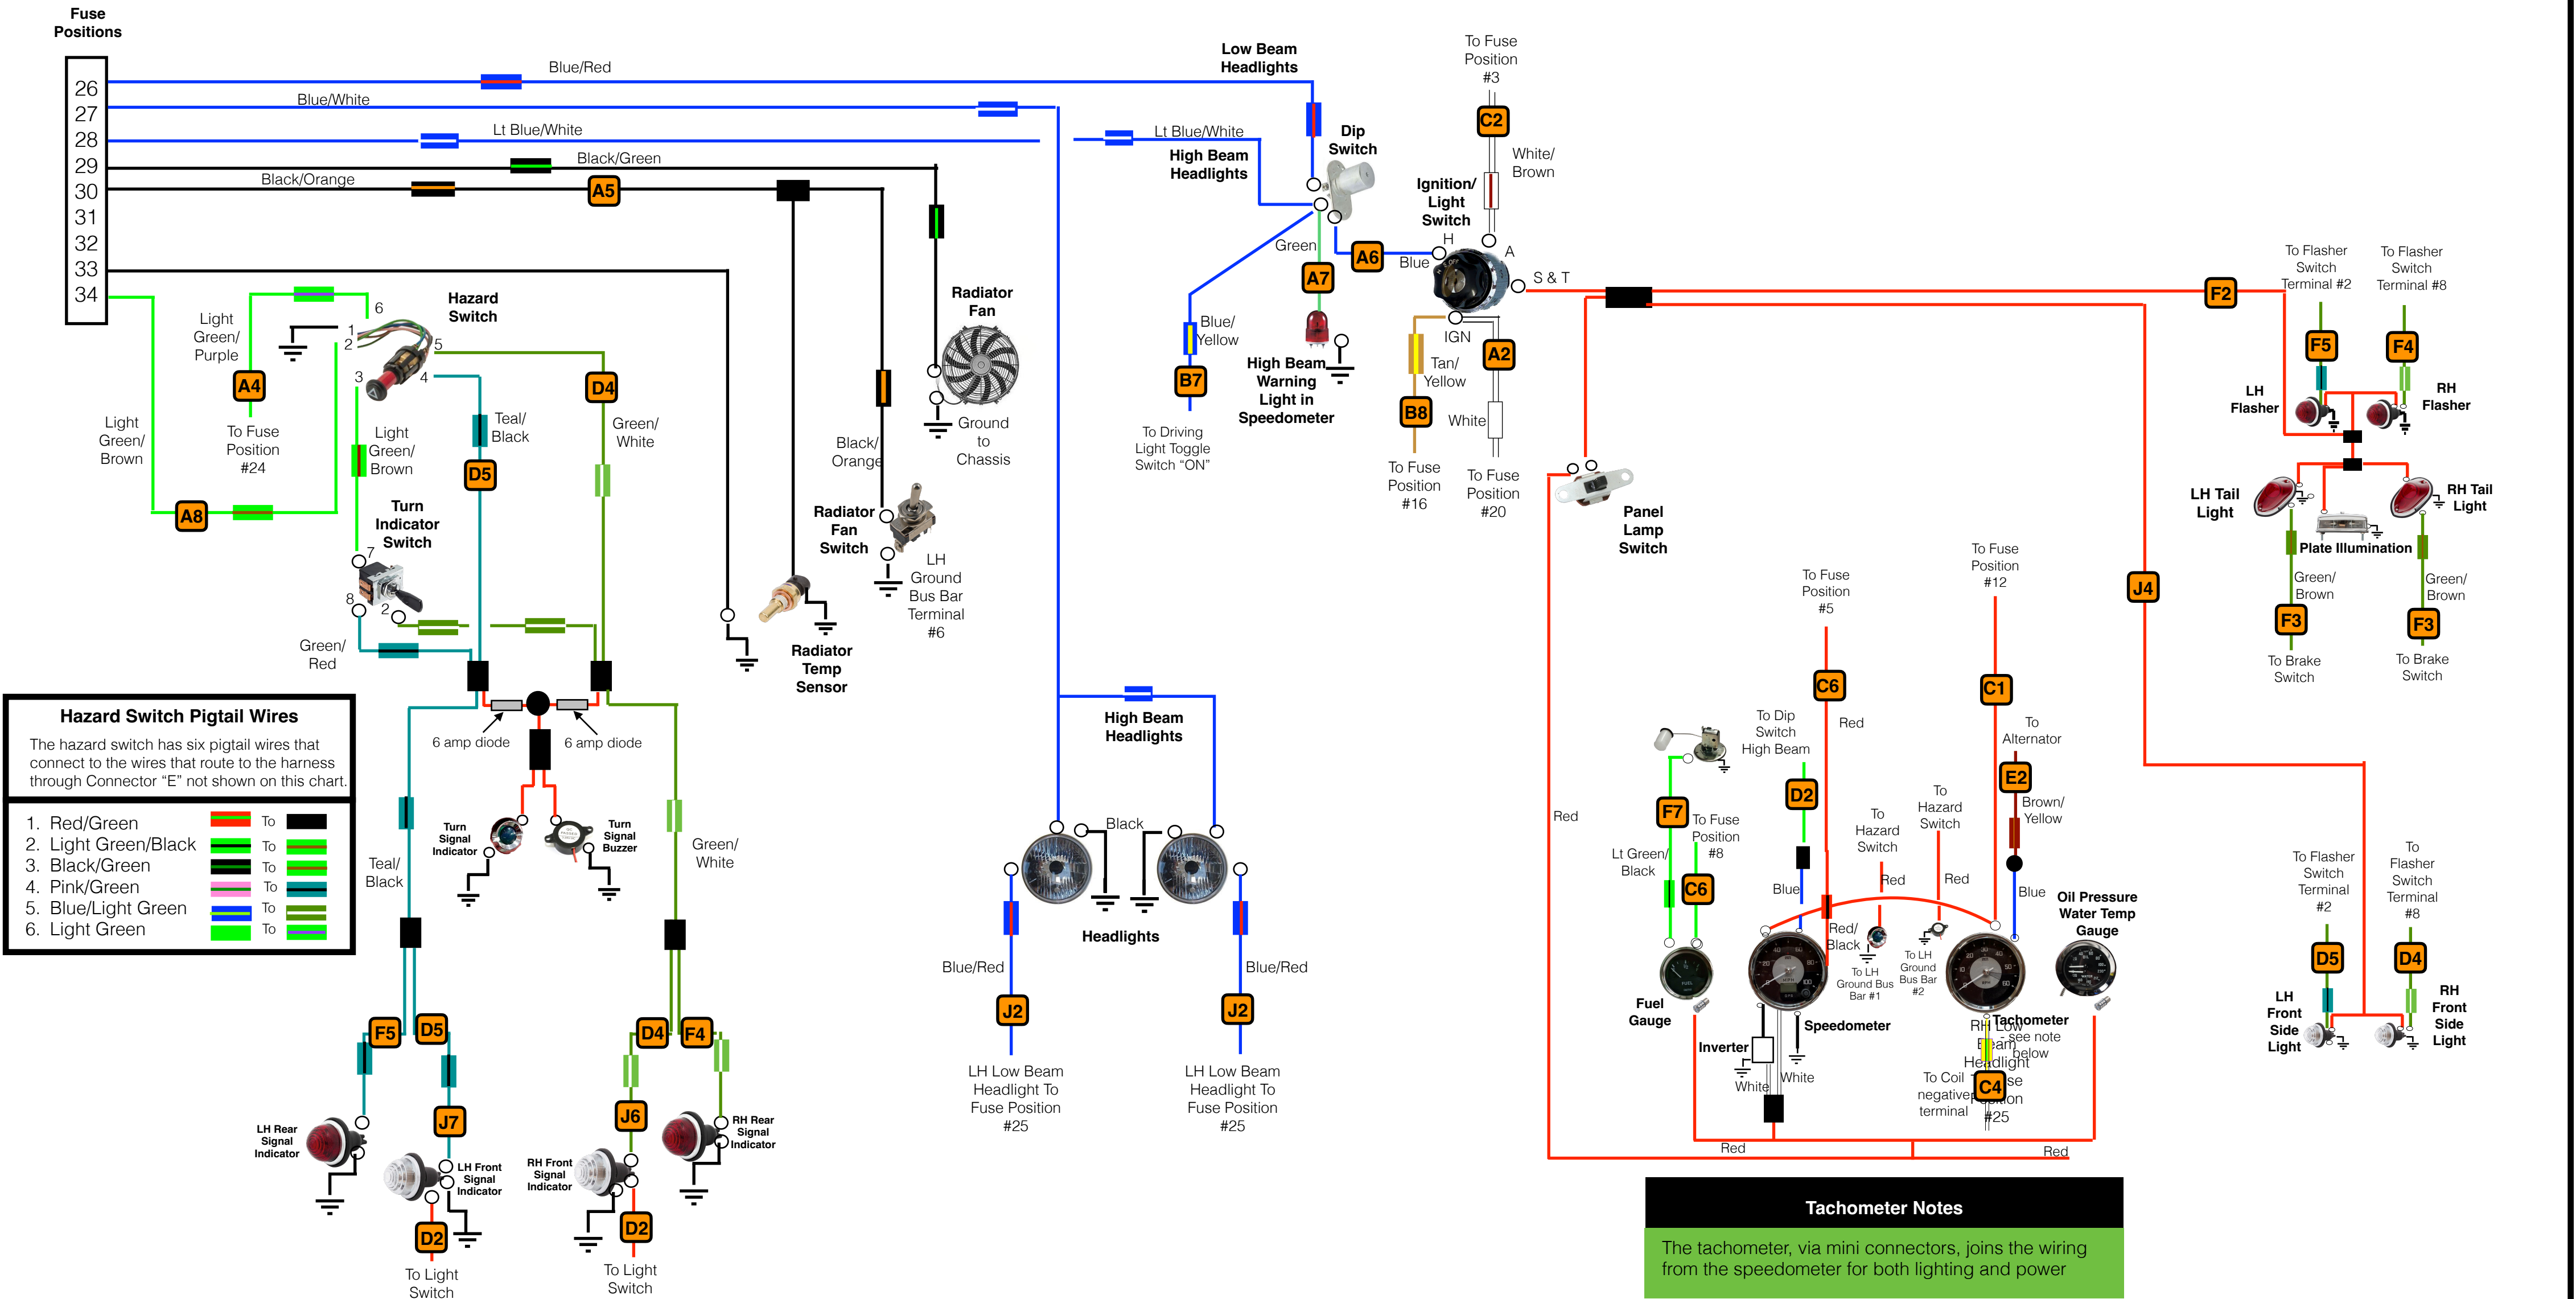 Fuse
Positions
26
27
28
29
30
31
32
33
34
Blue/Red
Blue/White
Lt Blue/White
Black/Green
Black/Orange
A5
Low Beam
Headlights
Lt Blue/White
High Beam
Headlights
Dip
Switch
To Fuse
Position
#3
C2
White/
Brown
Ignition/
Light
Switch
H
A
S & T
IGN
Green
A7
A6
Blue
Blue/
Yellow
B7
To Driving
Light Toggle
Switch “ON”
High Beam
Warning
Light in
Speedometer
Tan/
Yellow
B8
To Fuse
Position
#16
A2
White
To Fuse
Position
#20
Panel
Lamp
Switch
Red
F2
J4
To Flasher
Switch
Terminal #2
To Flasher
Switch
Terminal #8
F5
F4
LH
Flasher
RH
Flasher
LH Tail
Light
RH Tail
Light
Plate Illumination
Green/
Brown
Green/
Brown
F3
F3
To Brake
Switch
To Brake
Switch
Hazard
Switch
6
1
2
5
3
4
Light
Green/
Purple
A4
To Fuse
Position
#24
Light
Green/
Brown
A8
Light
Green/
Brown
Teal/
Black
D5
D4
Green/
White
Turn
Indicator
Switch
7
8
2
Green/
Red
Radiator
Fan
Ground
to
Chassis
Black/
Orange
Radiator
Fan
Switch
LH
Ground
Bus Bar
Terminal
#6
Radiator
Temp
Sensor
6 amp diode
6 amp diode
Turn
Signal
Indicator
Turn
Signal
Buzzer
Hazard Switch Pigtail Wires
The hazard switch has six pigtail wires that
connect to the wires that route to the harness
through Connector “E” not shown on this chart.
1. Red/Green To
2. Light Green/Black To
3. Black/Green To
4. Pink/Green To
5. Blue/Light Green To
6. Light Green To
Teal/
Black
Green/
White
F5
D5
D4
F4
J7
J6
LH Rear
Signal
Indicator
LH Front
Signal
Indicator
RH Front
Signal
Indicator
RH Rear
Signal
Indicator
D2
To Light
Switch
D2
To Light
Switch
High Beam
Headlights
Black
Headlights
Blue/Red
Blue/Red
J2
J2
LH Low Beam
Headlight To
Fuse Position
#25
LH Low Beam
Headlight To
Fuse Position
#25
F7
Lt Green/
Black
To Fuse
Position
#8
C6
Fuel
Gauge
To Dip
Switch
High Beam
D2
Blue
To Fuse
Position
#5
C6
Red
Red/
Black
To
Hazard
Switch
Red
To LH
Ground Bus
Bar #1
To
Hazard
Switch
Red
To LH
Ground
Bus Bar
#2
To Fuse
Position
#12
C1
To
Alternator
E2
Brown/
Yellow
Blue
Oil Pressure
Water Temp
Gauge
Speedometer
Inverter
White
White
Tachometer
- see note
below
RH Low
Beam
Headlight
#25
To Coil
negative
terminal
C4
Red
Red
To Flasher
Switch
Terminal
#2
To
Flasher
Switch
Terminal
#8
D5
D4
LH
Front
Side
Light
RH
Front
Side
Light
Tachometer Notes
The tachometer, via mini connectors, joins the wiring
from the speedometer for both lighting and power